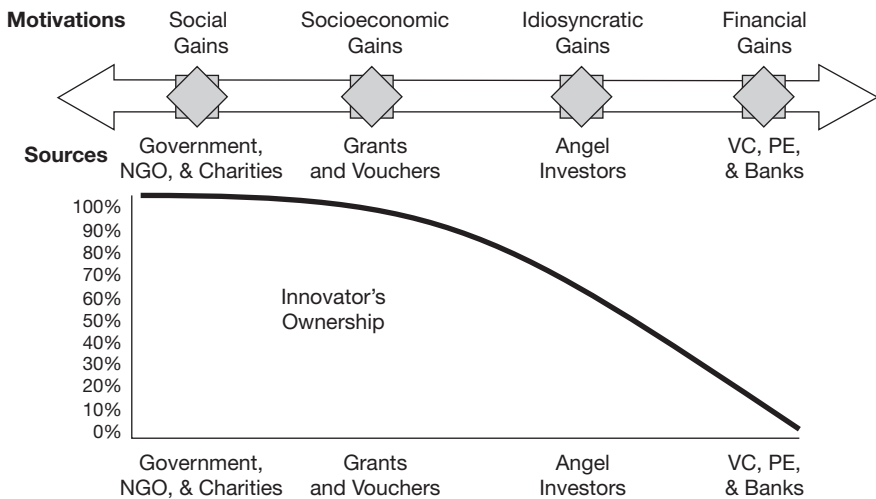 Motivations
Social
Gains
Socioeconomic
Gains
Idiosyncratic
Gains
Financial
Gains
Sources
Government,
NGO, & Charities
Grants
and Vouchers
Angel
Investors
VC, PE,
& Banks
100%
90%
80%
70%
60%
50%
40%
30%
20%
10%
0%
Innovator’s
Ownership
Government,
NGO, & Charities
Grants
and Vouchers
Angel
Investors
VC, PE,
& Banks